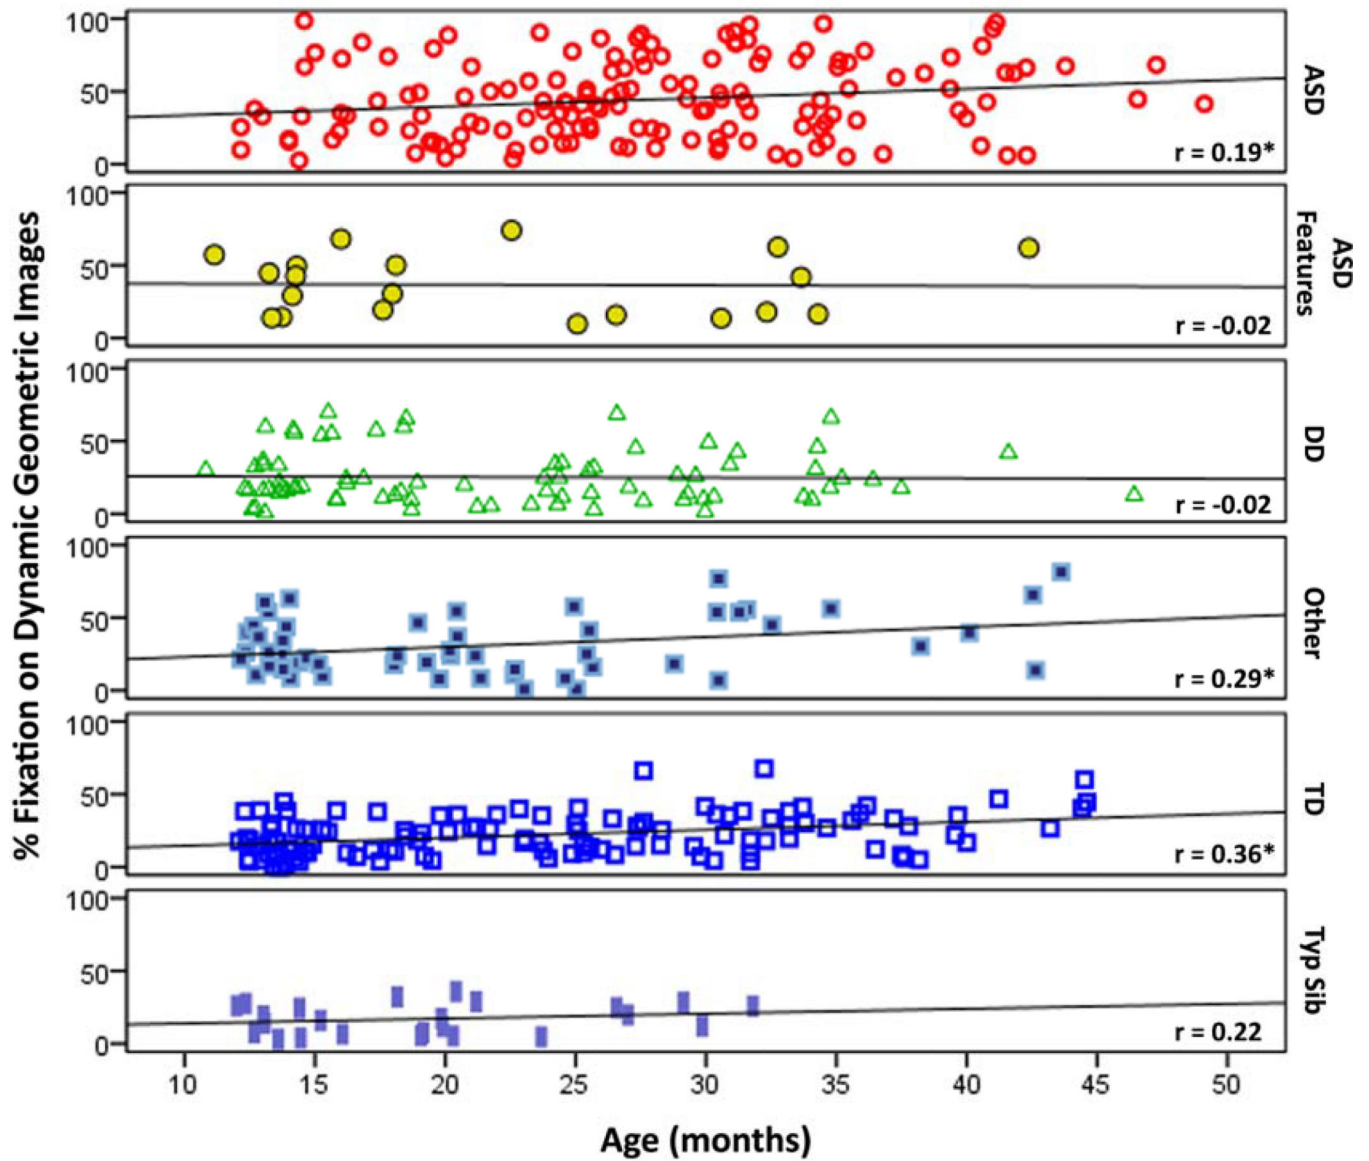 % Fixation on Dynamic Geometric Images
100
50
0
ASD
r = 0.19*
100
50
0
ASD
Features
r = -0.02
100
50
0
DD
r = -0.02
100
50
0
Other
r = 0.29*
100
50
0
TD
r = 0.36*
100
50
0
Typ Sib
r = 0.22
10 15 20 25 30 35 40 45 50
Age (months)